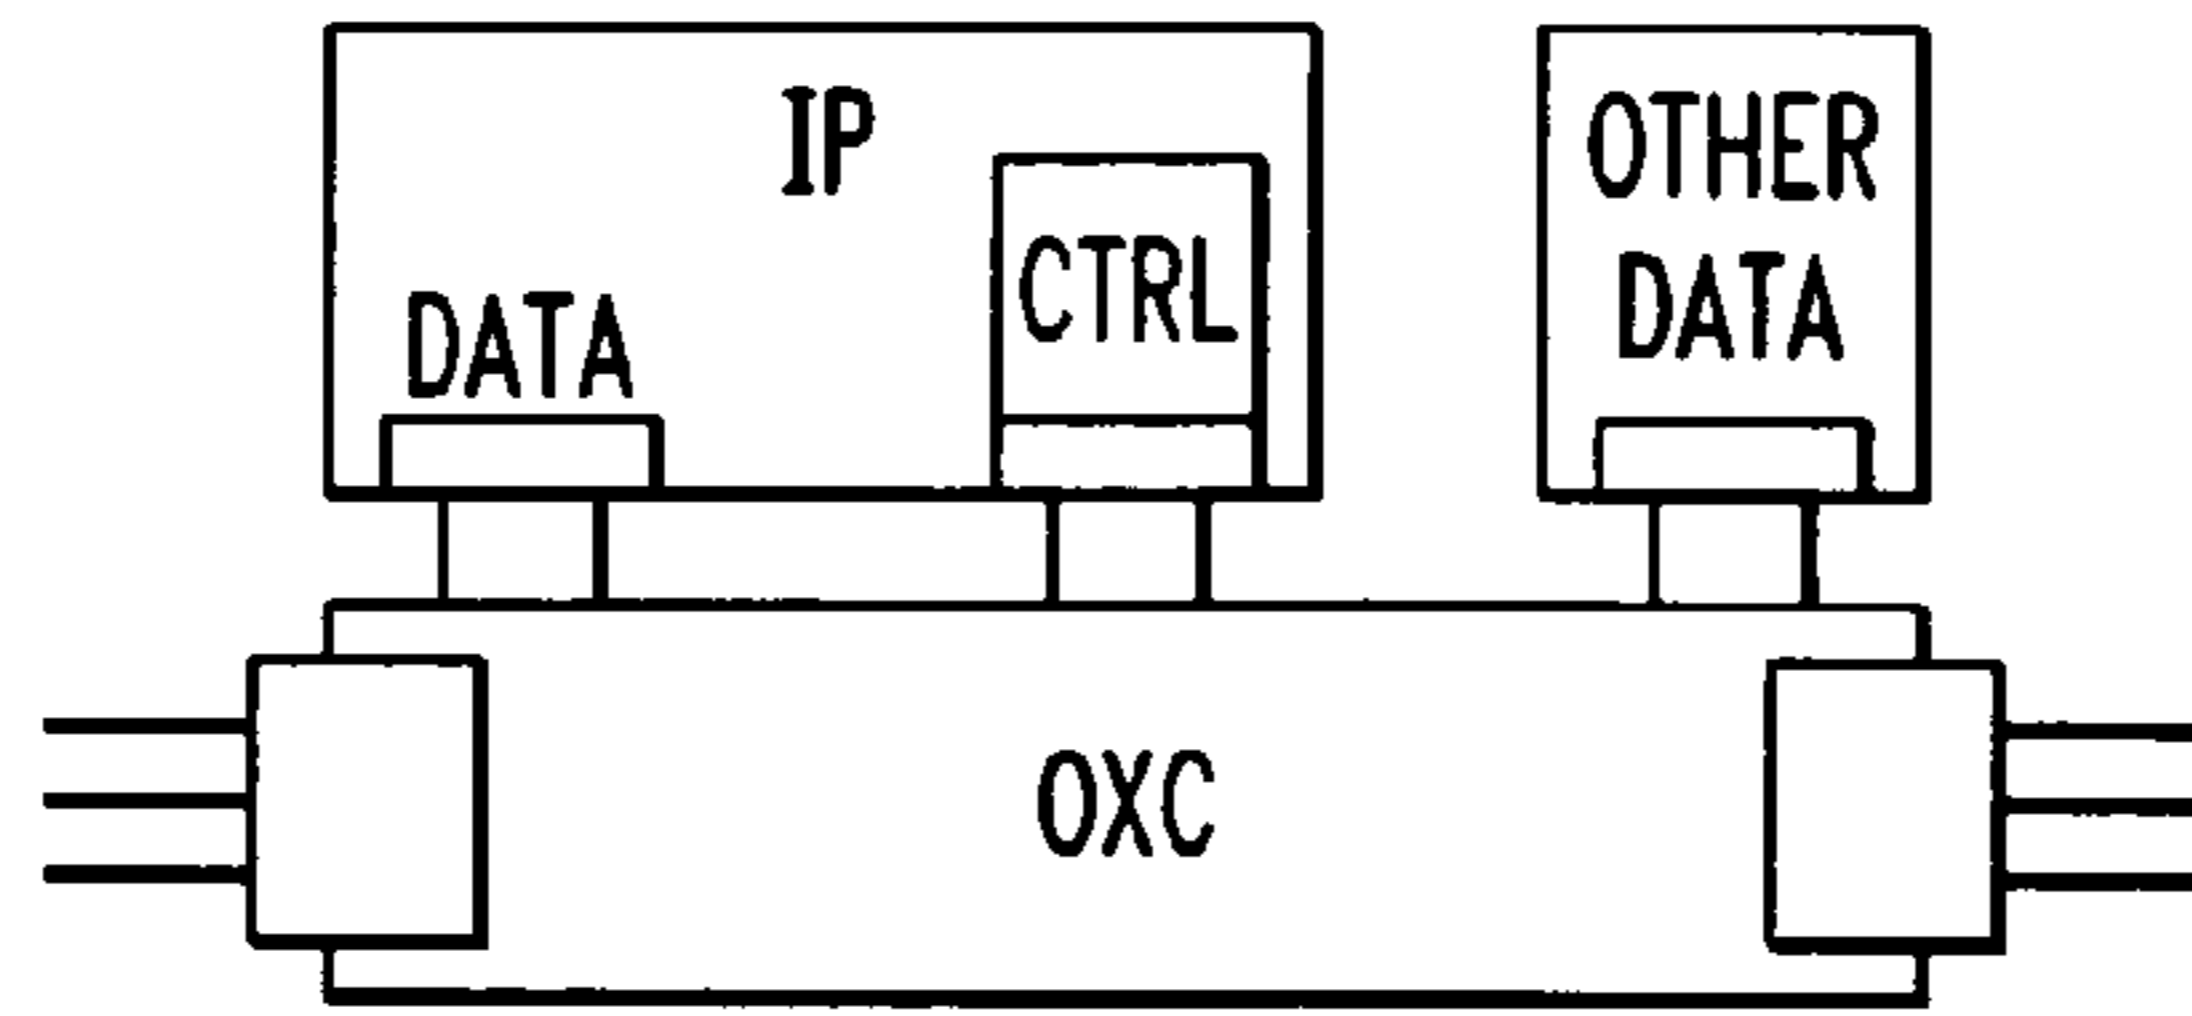 IP
CTRL
DATA
OTHER
DATA
OXC